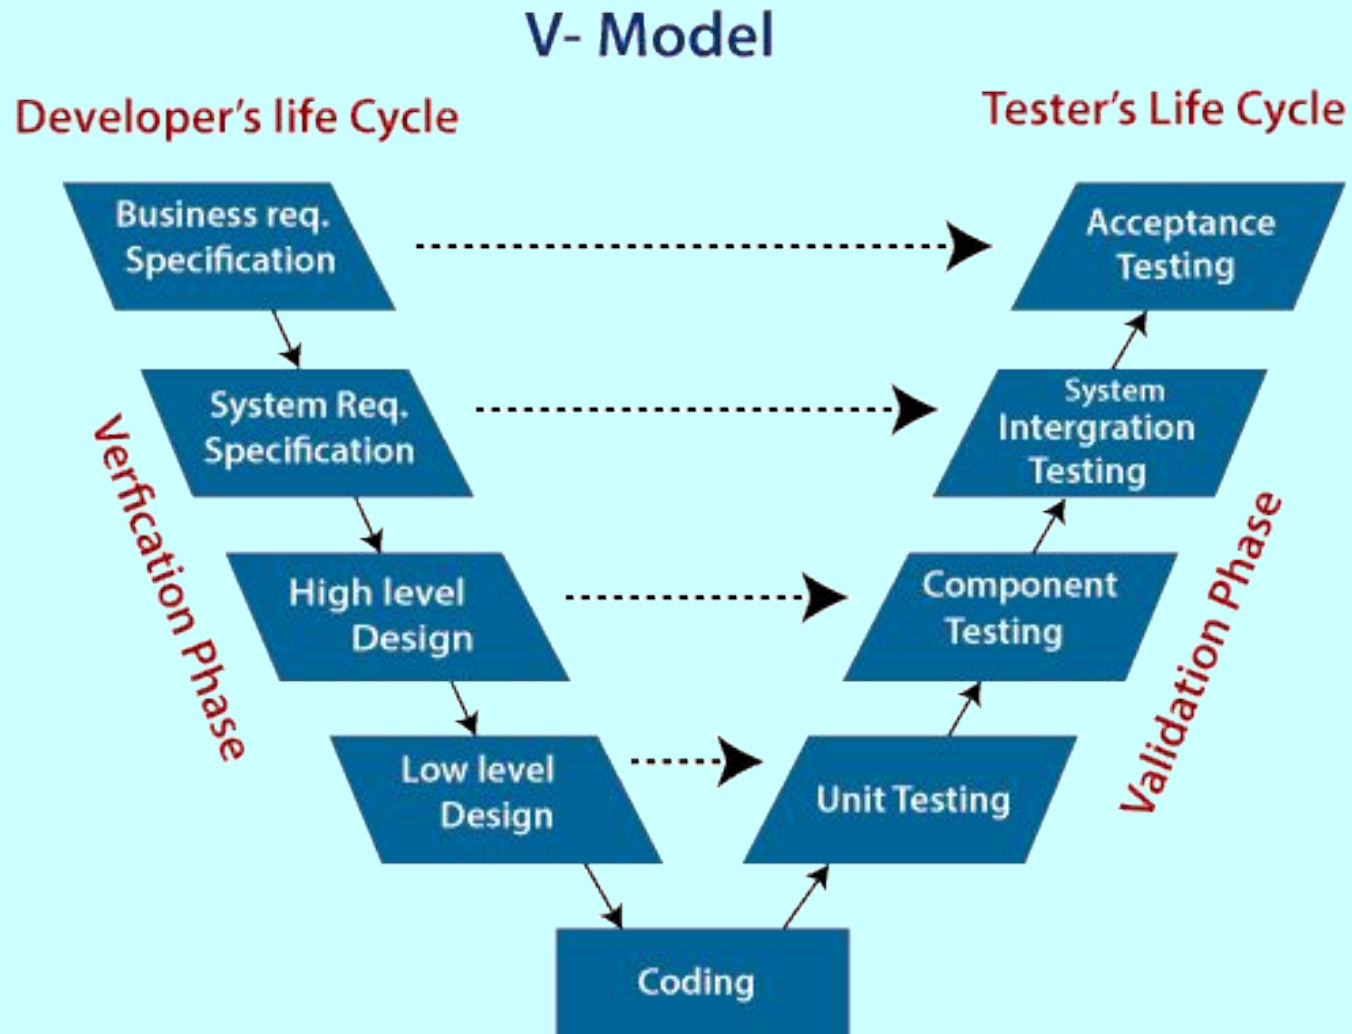 V- Model
Developer's life Cycle
Tester's Life Cycle
Business req.
Specification
Acceptance
Testing
System Req.
Specification
System
Intergration
Testing
Verfication Phase
High level
Design
Component
Testing
Validation Phase
Low level
Design
Unit Testing
Coding